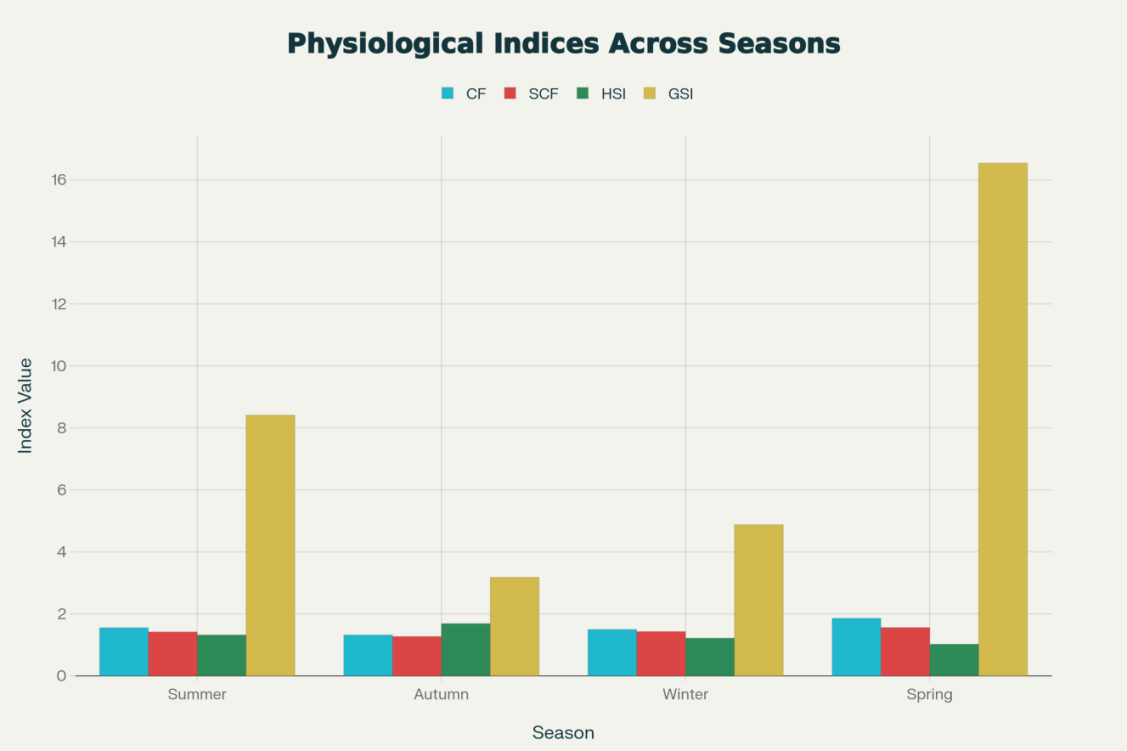 Physiological Indices Across Seasons
CF SCF HSI GSI
16
14
12
10
8
6
4
2
0
Index Value
Summer Autumn Winter Spring
Season